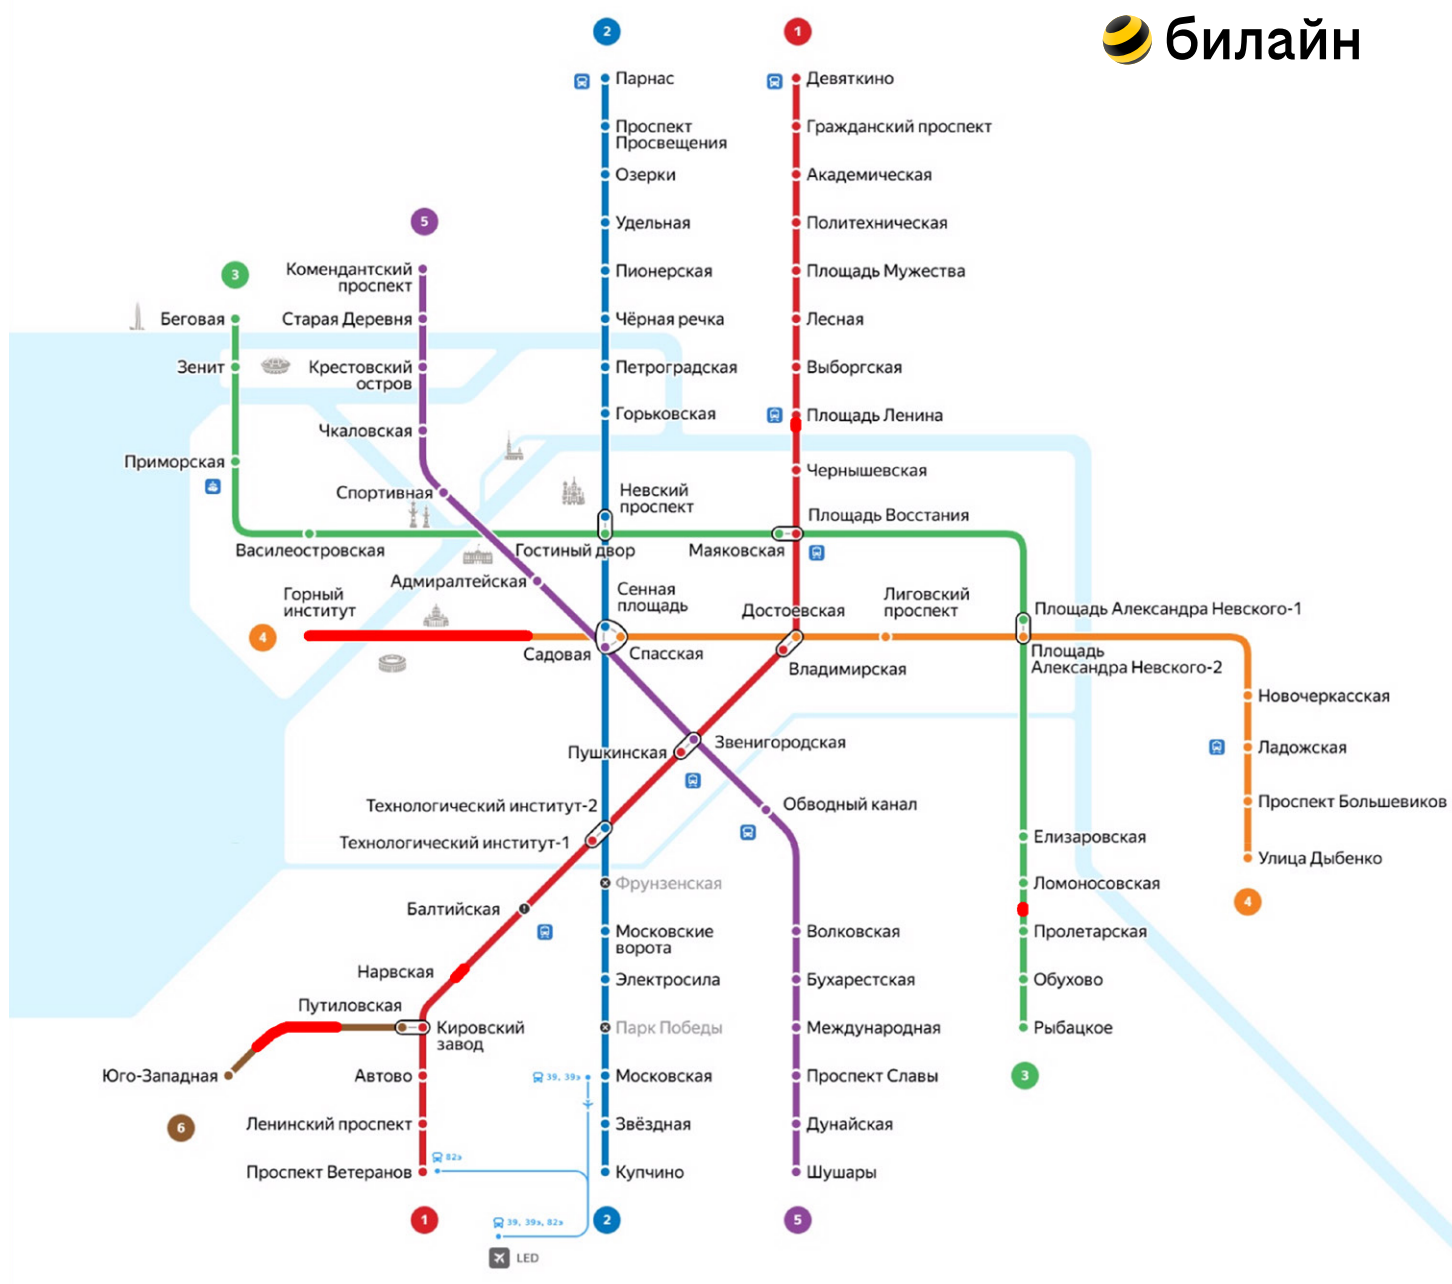 2
1
билайн
Парнас
Девяткино
Проспект
Просвещения
Гражданский проспект
Озерки
Академическая
5
Удельная
Политехническая
3
Комендантский
проспект
Пионерская
Площадь Мужества
Беговая
Старая Деревня
Чёрная речка
Лесная
Зенит
Крестовский
остров
Петроградская
Выборгская
Горьковская
Площадь Ленина
Чкаловская
Приморская
Чернышевская
Спортивная
Невский
проспект
Площадь Восстания
Василеостровская
Гостиный двор
Маяковская
Адмиралтейская
Горный
институт
Сенная
площадь
Достоевская
Лиговский
проспект
Площадь Александра Невского-1
4
Садовая
Спасская
Владимирская
Площадь
Александра Невского-2
Новочеркасская
Пушкинская
Звенигородская
Ладожская
Технологический институт-2
Обводный канал
Проспект Большевиков
Технологический институт-1
Елизаровская
Улица Дыбенко
Фрунзенская
Ломоносовская
4
Балтийская
Московские
ворота
Волковская
Пролетарская
Нарвская
Электросила
Бухарестская
Обухово
Путиловская
Кировский
завод
Парк Победы
Международная
Рыбацкое
Юго-Западная
Автово
39, 39э
Московская
Проспект Славы
3
6
Ленинский проспект
Звёздная
Дунайская
82э
Проспект Ветеранов
Купчино
Шушары
1
39, 39э, 82э
2
5
LED